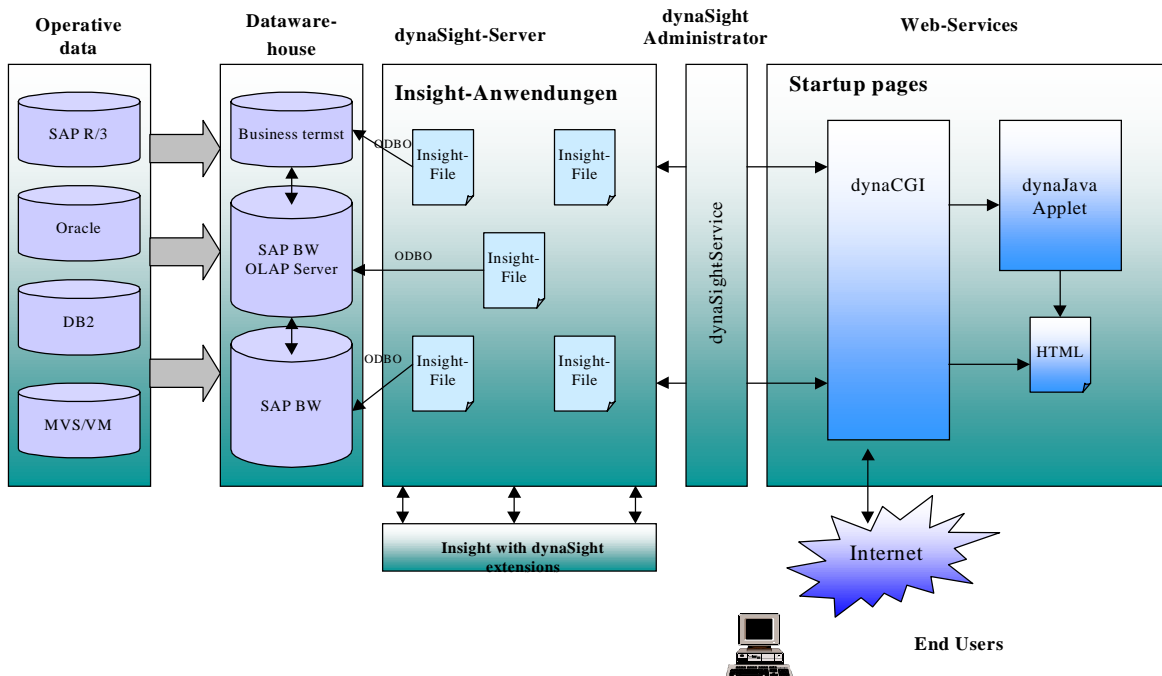 Operative
data
Dataware-
house
dynaSight-Server
dynaSight
Administrator
Web-Services
SAP R/3
Oracle
DB2
MVS/VM
Business termst
SAP BW
OLAP Server
SAP BW
Insight-Anwendungen
ODBO
Insight-
File
Insight-
File
ODBO
Insight-
File
ODBO
Insight-
File
Insight-
File
Insight with dynaSight
extensions
dynaSightService
Startup pages
dynaCGI
dynaJava
Applet
HTML
Internet
End Users